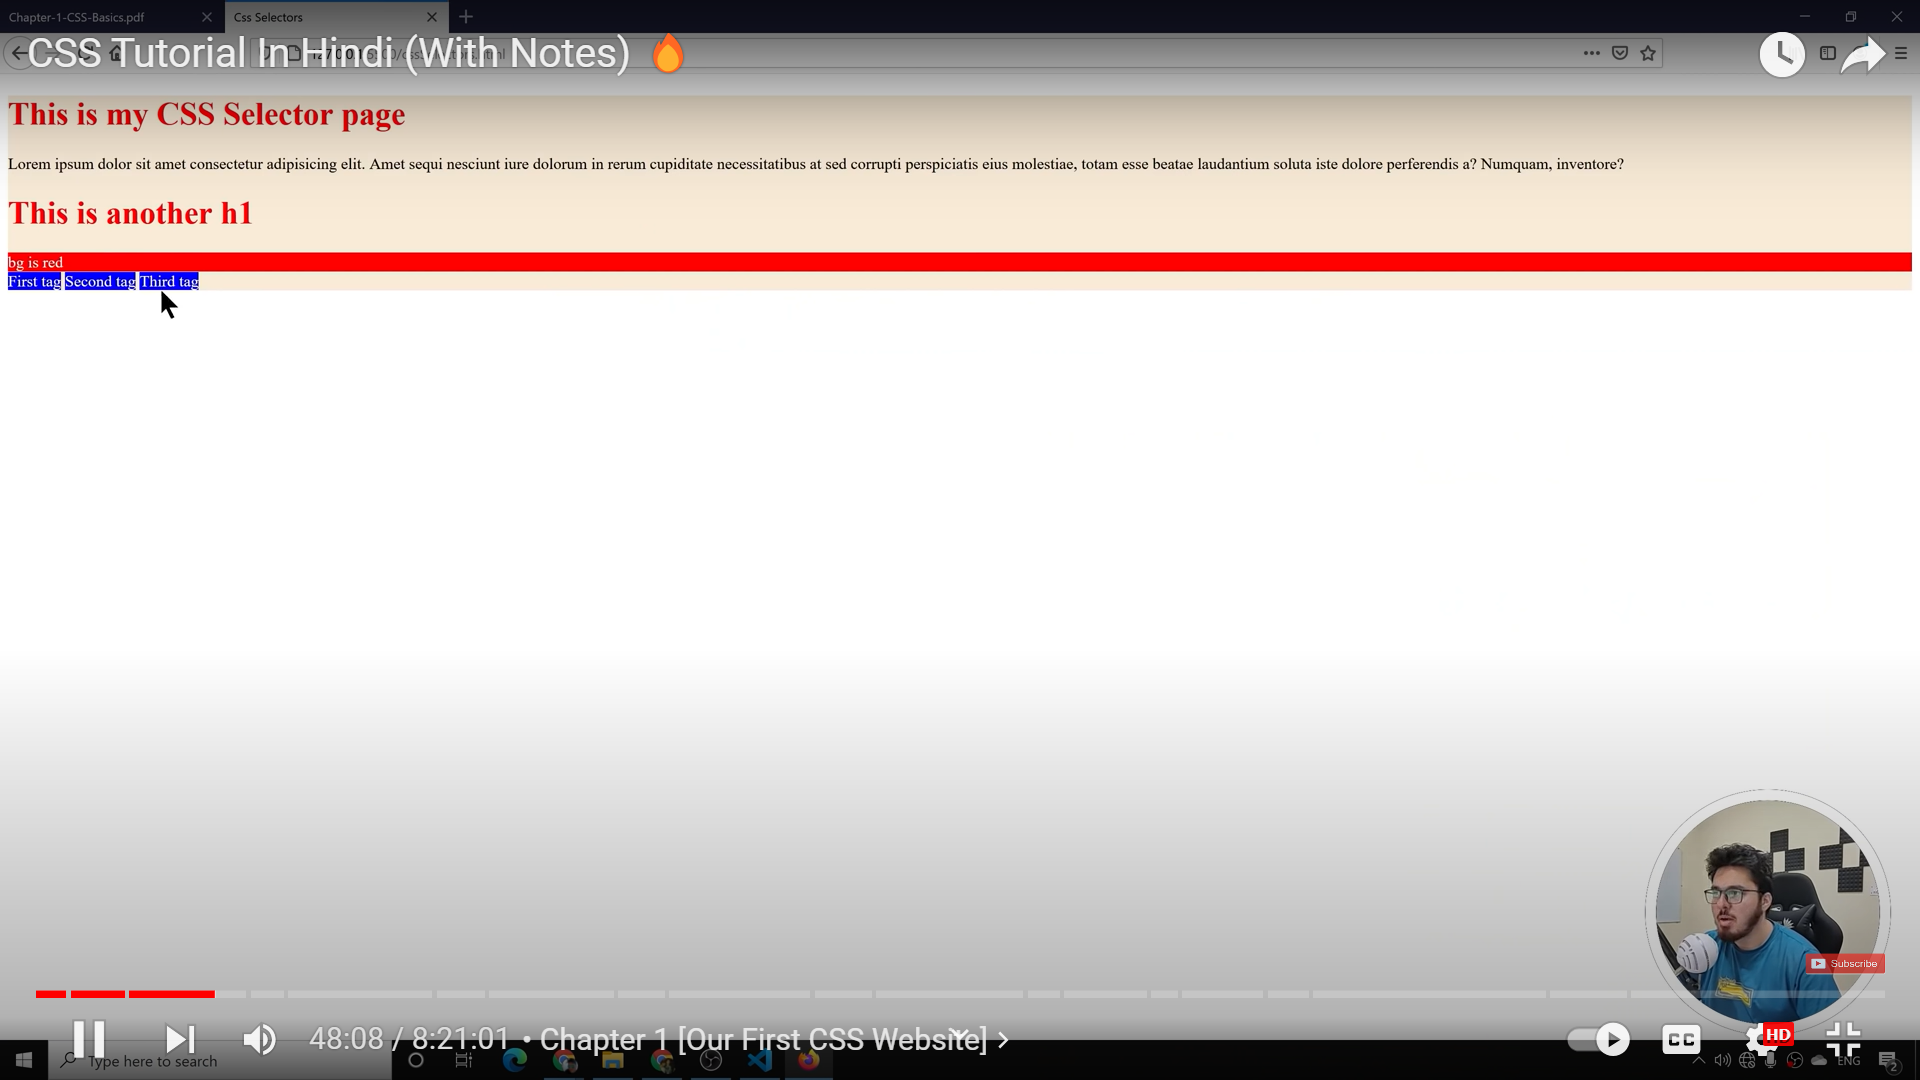 Chapter-1-CSS-Basics.pdf
Css Selectors
CSS Tutorial In Hindi (With Notes) 🔥
This is my CSS Selector page
Lorem ipsum dolor sit amet consectetur adipisicing elit. Amet sequi nesciunt iure dolorum in rerum cupiditate necessitatibus at sed corrupti perspiciatis eius molestiae, totam esse beatae laudantium soluta iste dolore perferendis a? Numquam, inventore?
This is another h1
bg is red
First tag Second tag Third tag
Subscribe
48:08 / 8:21:01 • Chapter 1 [Our First CSS Website] >
CC
HD
Type here to search
ENG
2